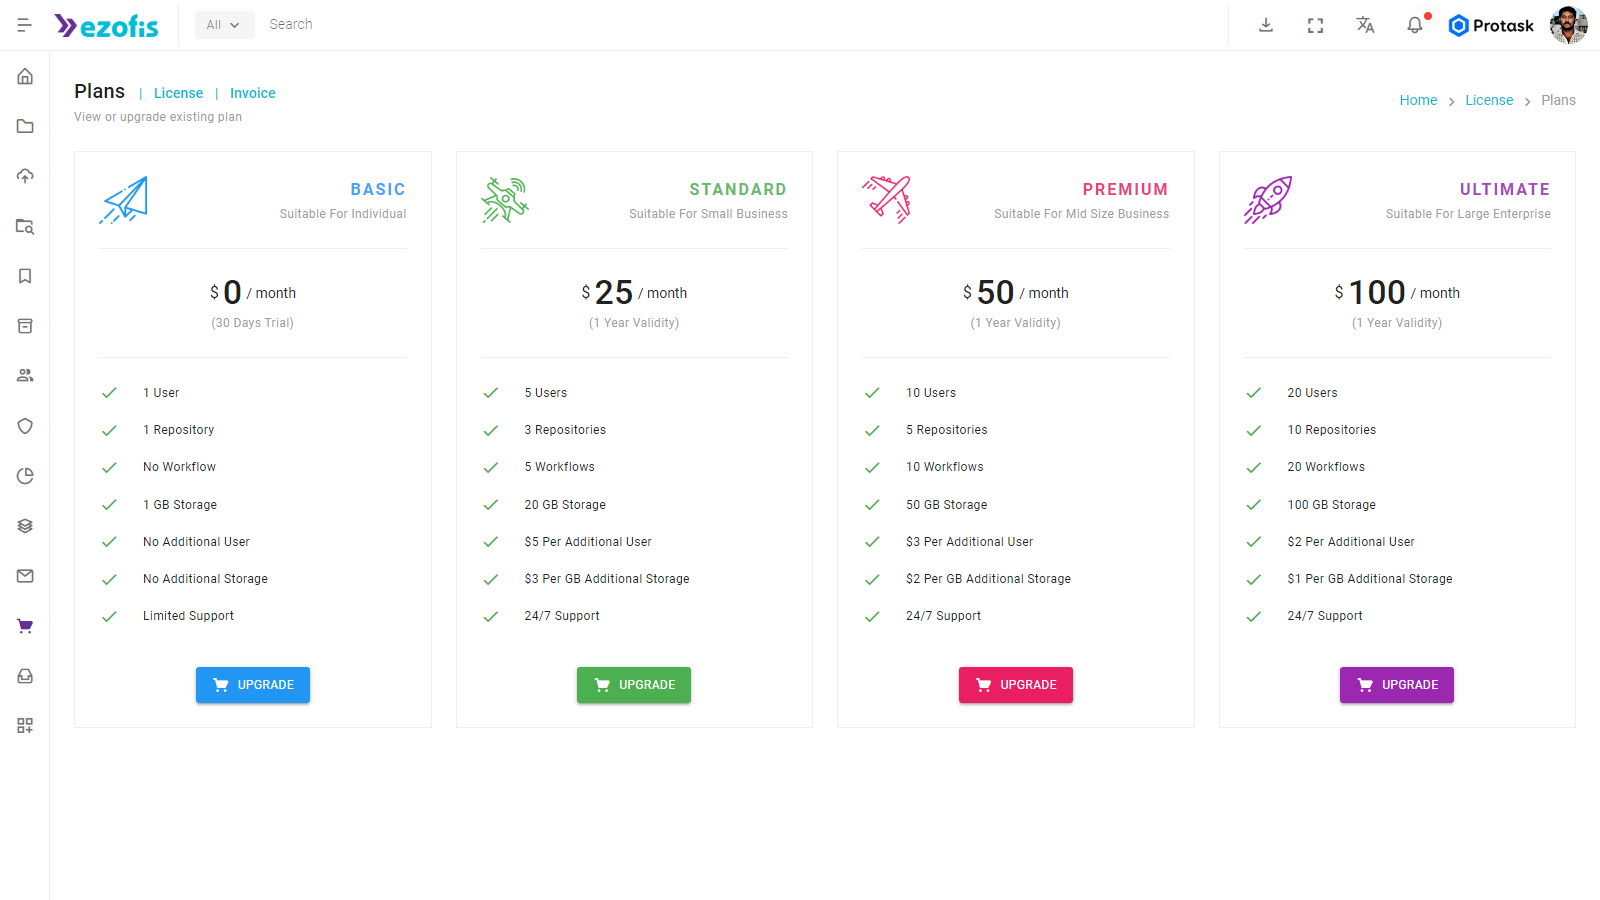 ezofis
All
Search
Protask
Plans | License | Invoice
View or upgrade existing plan
Home > License > Plans
BASIC
Suitable For Individual
$ 0 / month
(30 Days Trial)
1 User
1 Repository
No Workflow
1 GB Storage
No Additional User
No Additional Storage
Limited Support
UPGRADE
STANDARD
Suitable For Small Business
$ 25 / month
(1 Year Validity)
5 Users
3 Repositories
5 Workflows
20 GB Storage
$5 Per Additional User
$3 Per GB Additional Storage
24/7 Support
UPGRADE
PREMIUM
Suitable For Mid Size Business
$ 50 / month
(1 Year Validity)
10 Users
5 Repositories
10 Workflows
50 GB Storage
$3 Per Additional User
$2 Per GB Additional Storage
24/7 Support
UPGRADE
ULTIMATE
Suitable For Large Enterprise
$ 100 / month
(1 Year Validity)
20 Users
10 Repositories
20 Workflows
100 GB Storage
$2 Per Additional User
$1 Per GB Additional Storage
24/7 Support
UPGRADE